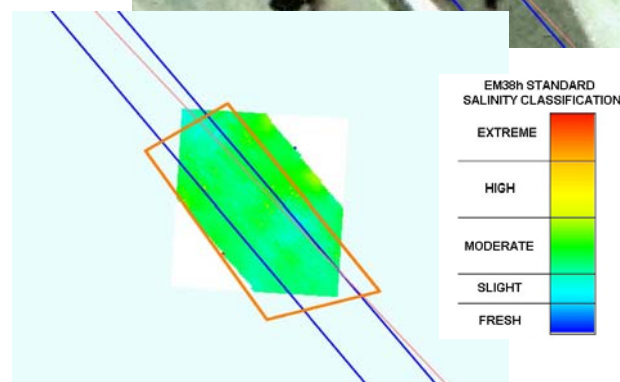 EM38h STANDARD
SALINITY CLASSIFICATION
EXTREME
HIGH
MODERATE
SLIGHT
FRESH